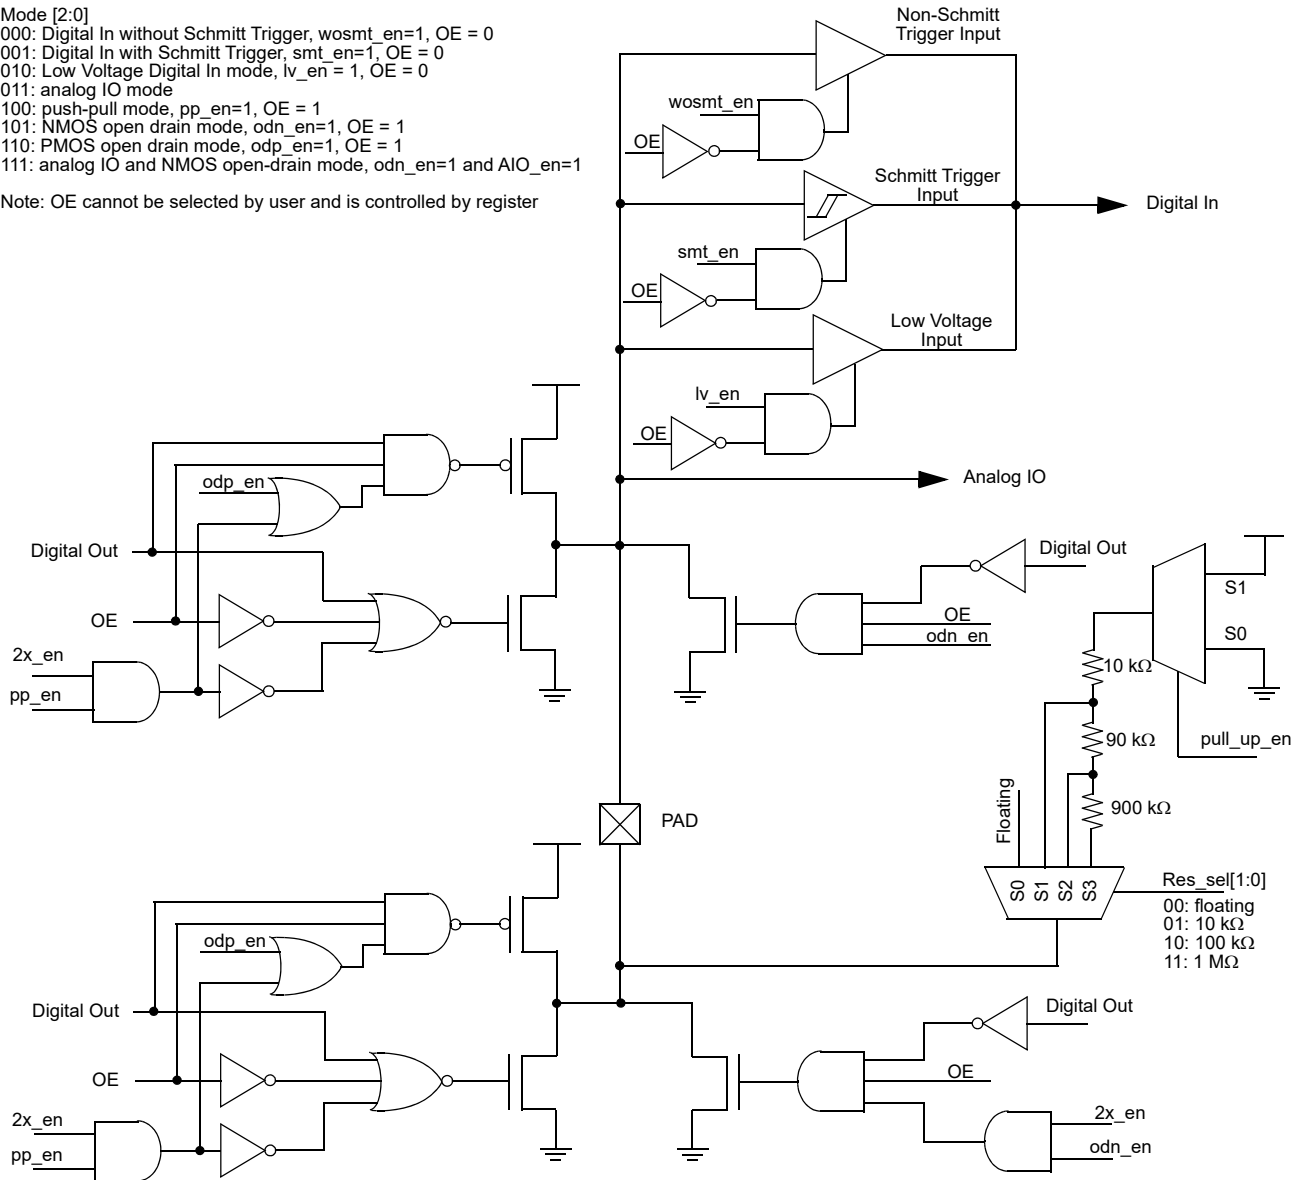 Mode [2:0]
000: Digital In without Schmitt Trigger, wosmt_en=1, OE = 0
001: Digital In with Schmitt Trigger, smt_en=1, OE = 0
010: Low Voltage Digital In mode, lv_en = 1, OE = 0
011: analog IO mode
100: push-pull mode, pp_en=1, OE = 1
101: NMOS open drain mode, odn_en=1, OE = 1
110: PMOS open drain mode, odp_en=1, OE = 1
111: analog IO and NMOS open-drain mode, odn_en=1 and AIO_en=1
Note: OE cannot be selected by user and is controlled by register
Non-Schmitt
Trigger Input
wosmt_en
OE
Schmitt Trigger
Input
Digital In
smt_en
OE
Low Voltage
Input
lv_en
OE
Analog IO
odp_en
Digital Out
OE
2x_en
pp_en
Digital Out
OE
odn_en
S1
S0
10 kΩ
90 kΩ
pull_up_en
900 kΩ
Floating
PAD
S0
S1
S2
S3
Res_sel[1:0]
00: floating
01: 10 kΩ
10: 100 kΩ
11: 1 MΩ
odp_en
Digital Out
OE
2x_en
pp_en
Digital Out
OE
2x_en
odn_en